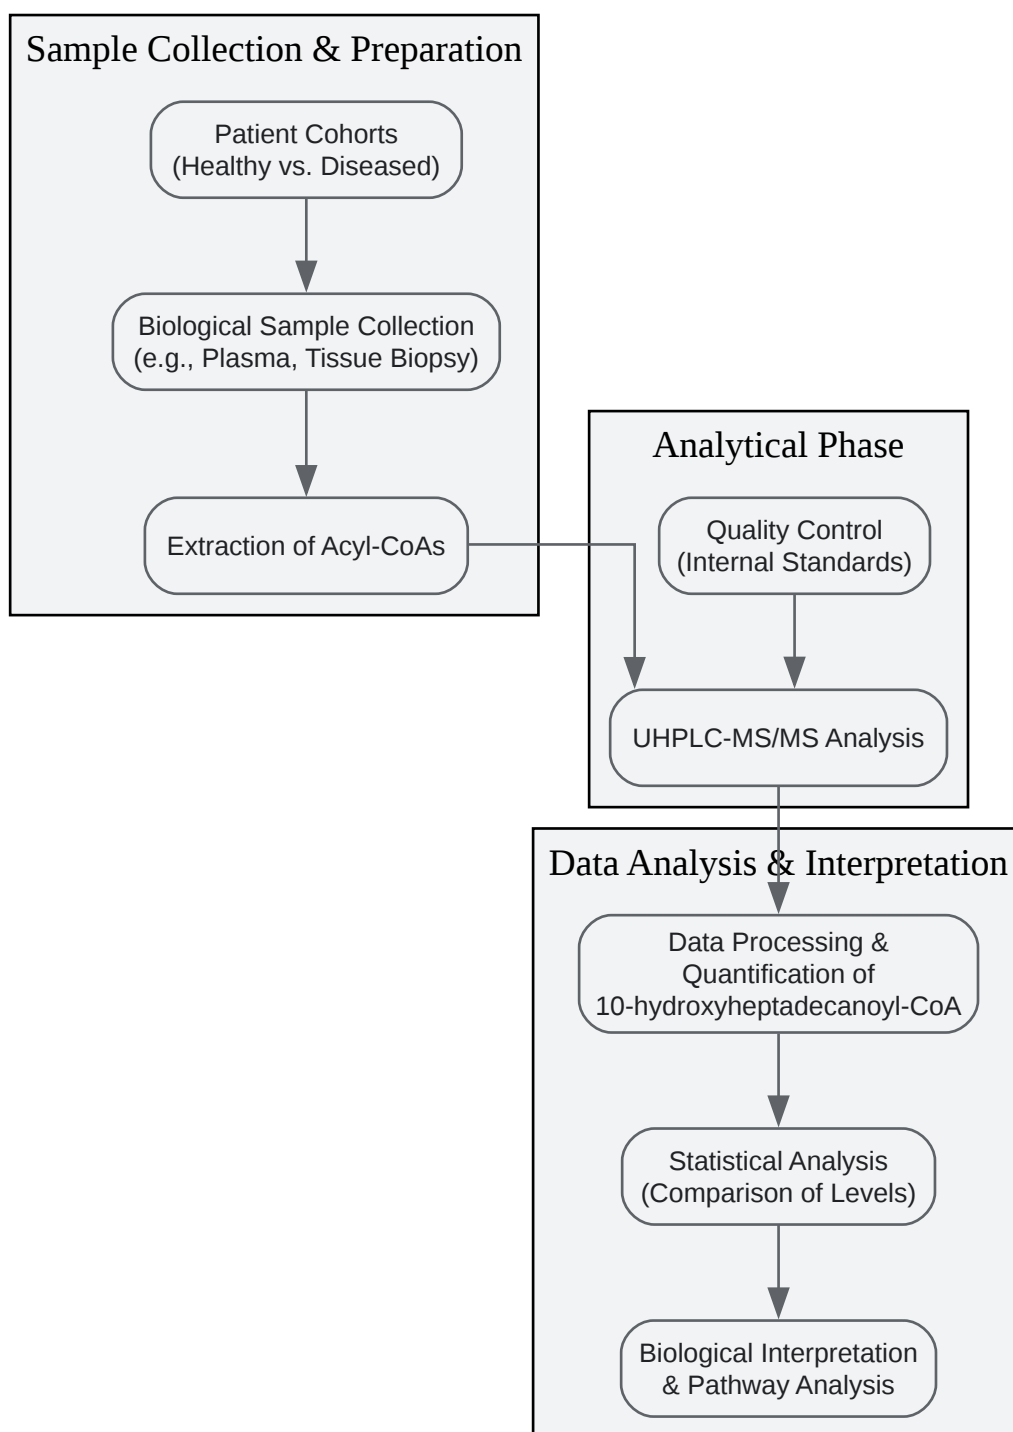 Sample Collection & Preparation
Patient Cohorts
(Healthy vs. Diseased)
Biological Sample Collection
(e.g., Plasma, Tissue Biopsy)
Extraction of Acyl-CoAs
Analytical Phase
Quality Control
(Internal Standards)
UHPLC-MS/MS Analysis
Data Analysis & Interpretation
Data Processing &
Quantification of
10-hydroxyheptadecanoyl-CoA
Statistical Analysis
(Comparison of Levels)
Biological Interpretation
& Pathway Analysis